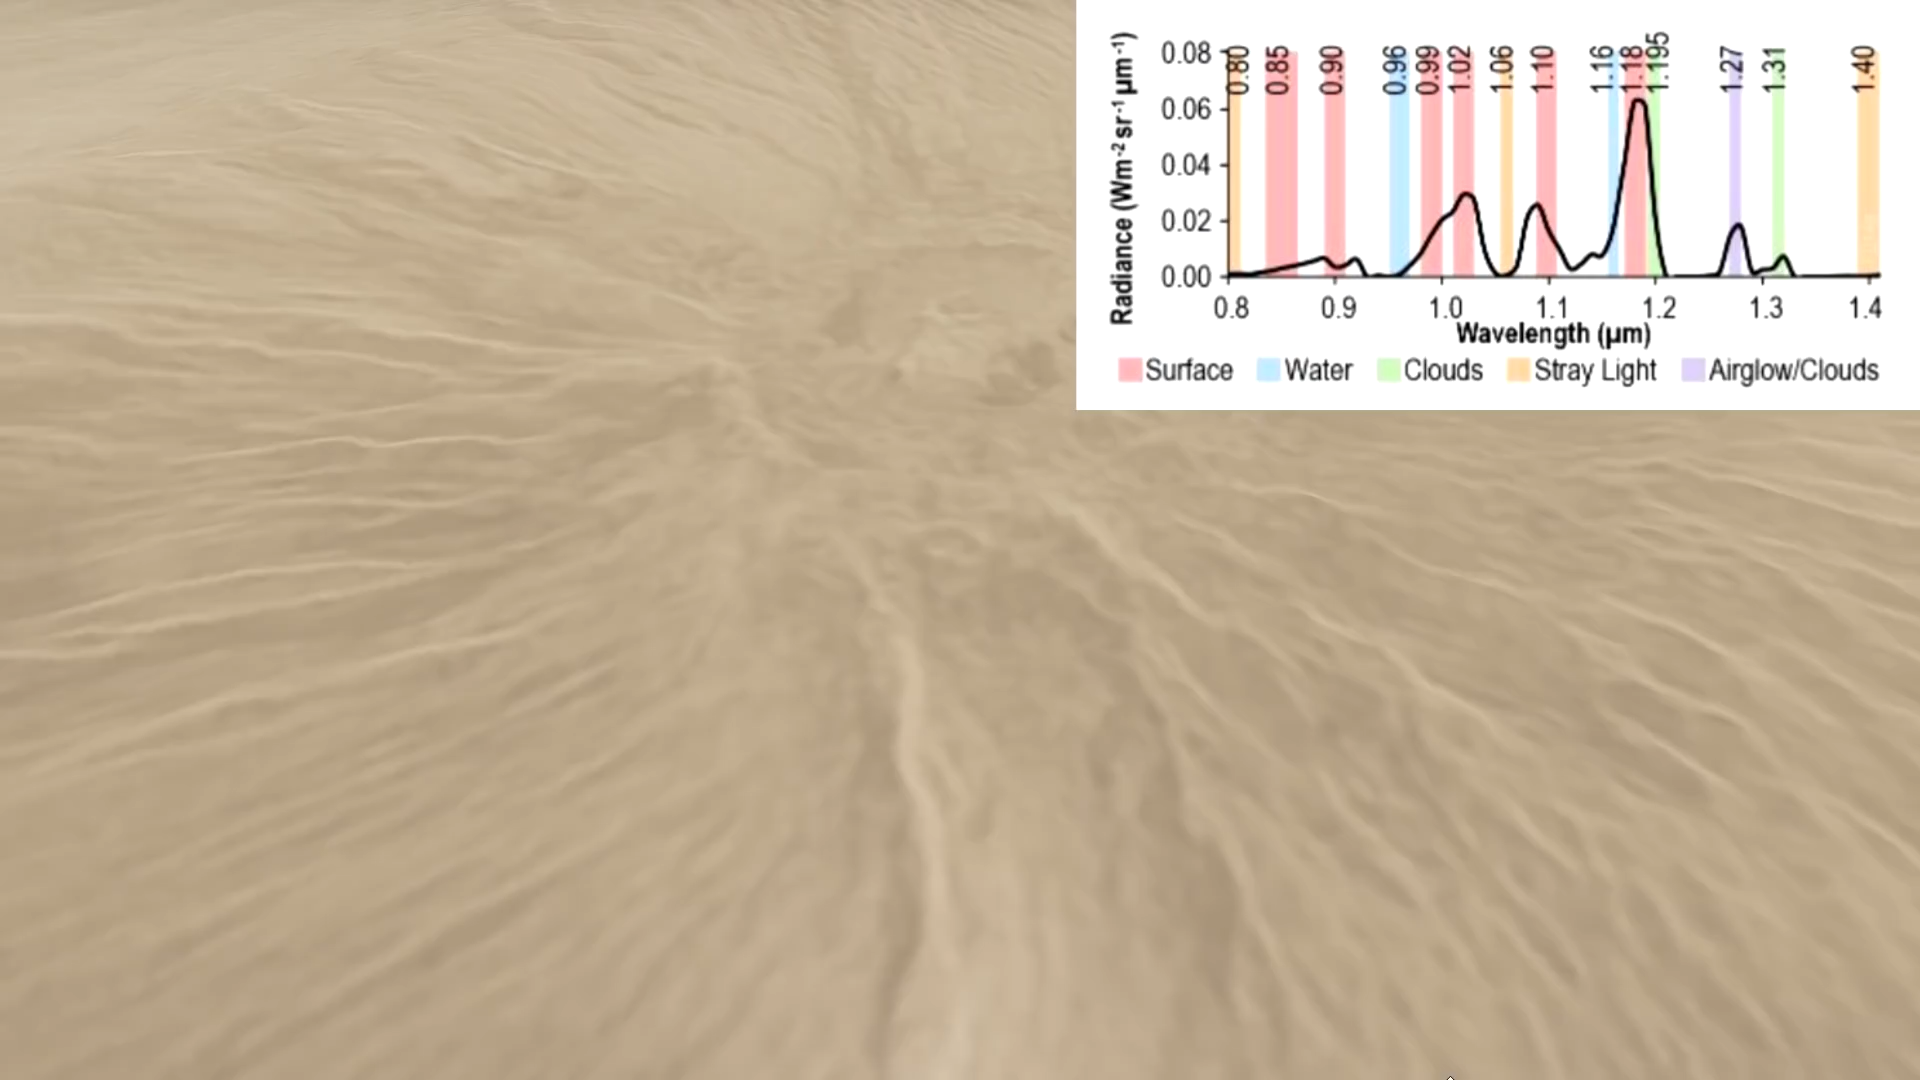 0.80 0.85 0.90 0.96 0.99 1.02 1.06 1.10 1.16 1.18 1.195 1.27 1.31 1.40
0.08
0.06
0.04
0.02
0.00
Radiance (Wm-2 sr-1 µm-1)
0.8 0.9 1.0 1.1 1.2 1.3 1.4
Wavelength (µm)
Surface Water Clouds Stray Light Airglow/Clouds